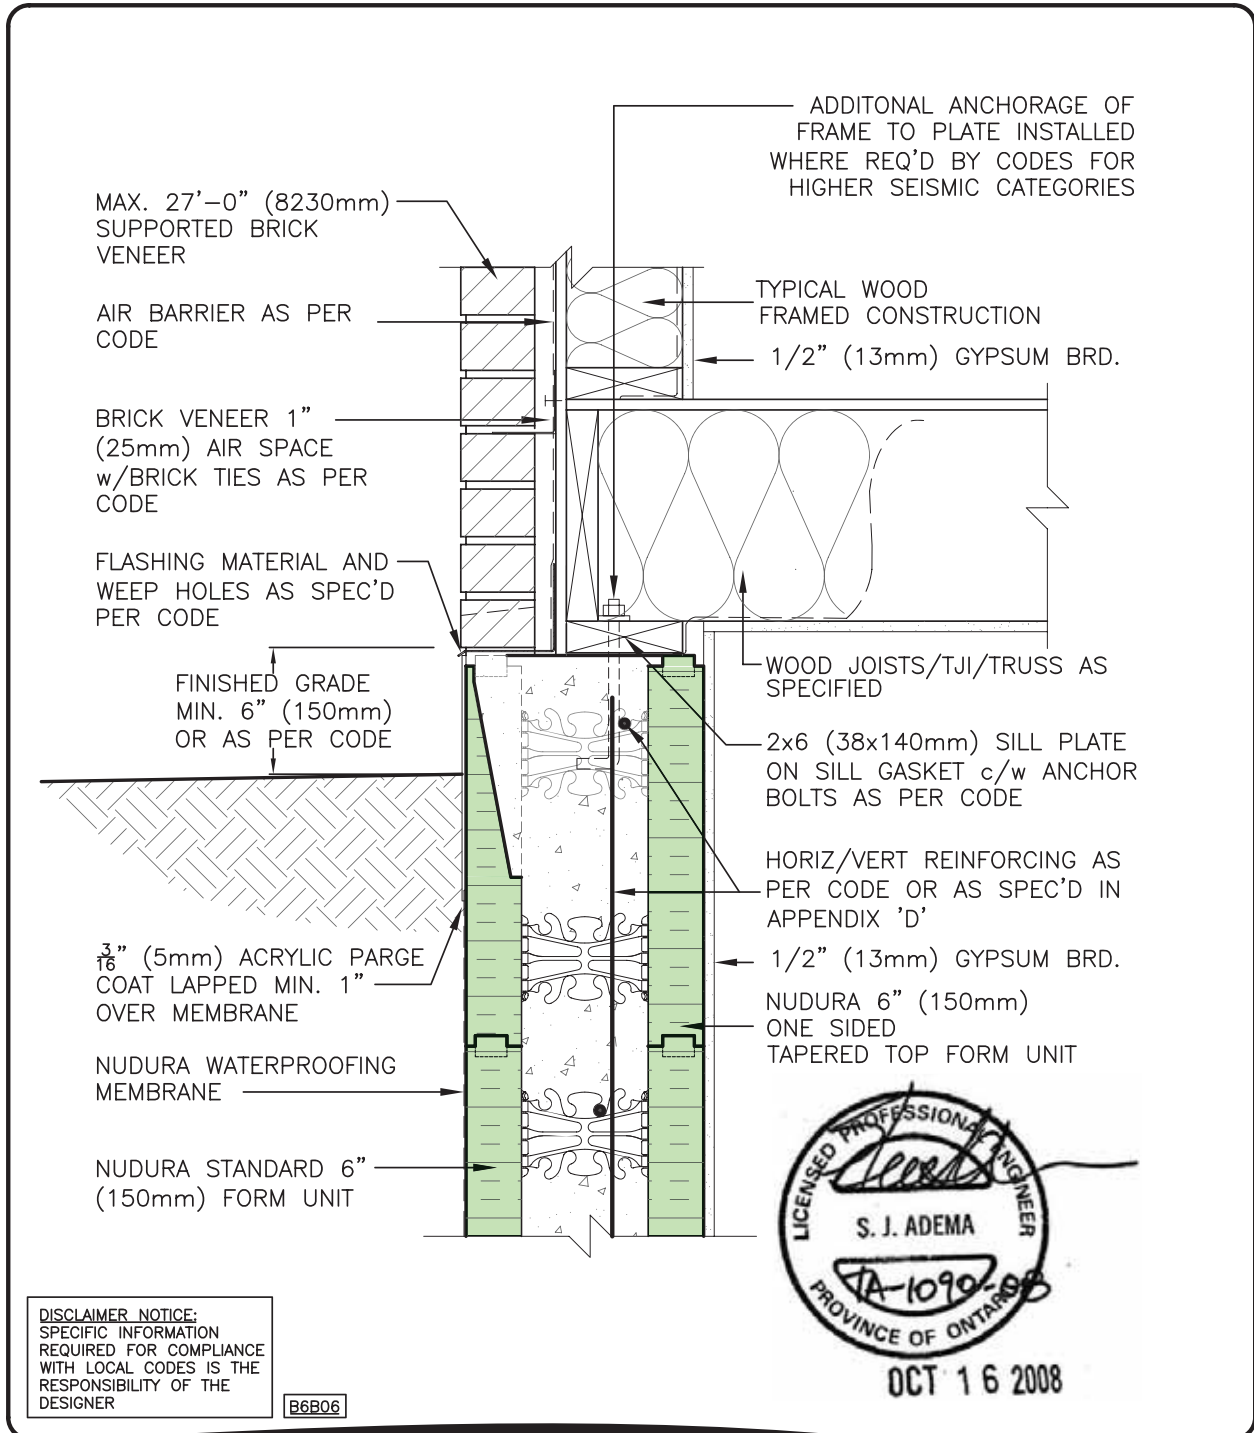 ADDITONAL ANCHORAGE OF
FRAME TO PLATE INSTALLED
WHERE REQ'D BY CODES FOR
HIGHER SEISMIC CATEGORIES
MAX. 27'-0" (8230mm)
SUPPORTED BRICK
VENEER
AIR BARRIER AS PER
CODE
BRICK VENEER 1"
(25mm) AIR SPACE
w/BRICK TIES AS PER
CODE
FLASHING MATERIAL AND
WEEP HOLES AS SPEC'D
PER CODE
FINISHED GRADE
MIN. 6" (150mm)
OR AS PER CODE
3/16" (5mm) ACRYLIC PARGE
COAT LAPPED MIN. 1"
OVER MEMBRANE
NUDURA WATERPROOFING
MEMBRANE
NUDURA STANDARD 6"
(150mm) FORM UNIT
TYPICAL WOOD
FRAMED CONSTRUCTION
1/2" (13mm) GYPSUM BRD.
WOOD JOISTS/TJI/TRUSS AS
SPECIFIED
2x6 (38x140mm) SILL PLATE
ON SILL GASKET c/w ANCHOR
BOLTS AS PER CODE
HORIZ/VERT REINFORCING AS
PER CODE OR AS SPEC'D IN
APPENDIX 'D'
1/2" (13mm) GYPSUM BRD.
NUDURA 6" (150mm)
ONE SIDED
TAPERED TOP FORM UNIT
LICENSED PROFESSIONAL ENGINEER
S. J. ADEMA
IA-1090-08
PROVINCE OF ONTARIO
OCT 16 2008
DISCLAIMER NOTICE:
SPECIFIC INFORMATION
REQUIRED FOR COMPLIANCE
WITH LOCAL CODES IS THE
RESPONSIBILITY OF THE
DESIGNER
B6B06